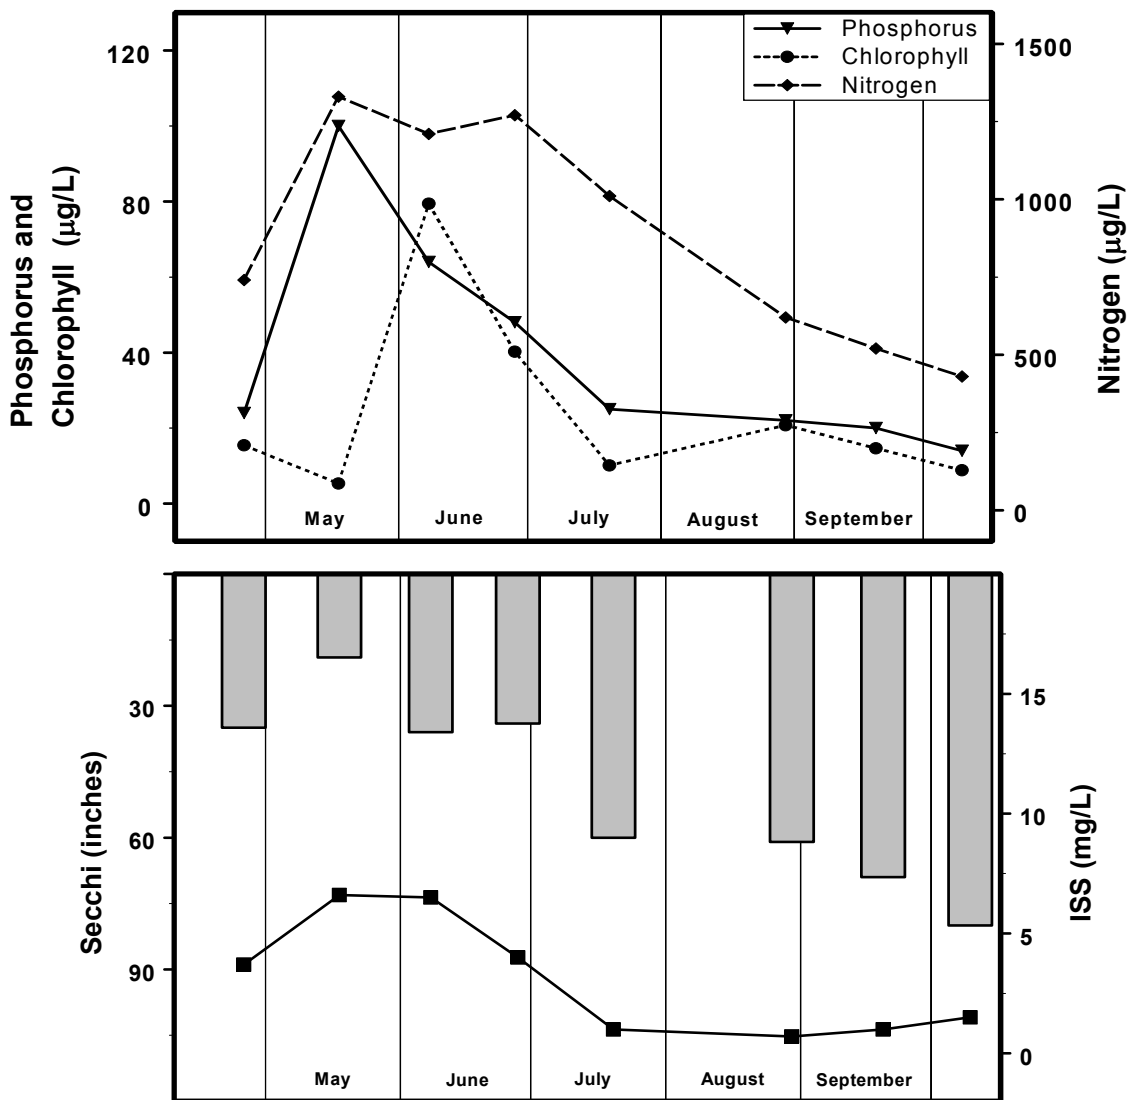 Phosphorus
Chlorophyll
Nitrogen
120
80
40
0
Phosphorus and
Chlorophyll (µg/L)
1500
1000
500
0
Nitrogen (µg/L)
May June July August September
30
60
90
Secchi (inches)
15
10
5
0
ISS (mg/L)
May June July August September